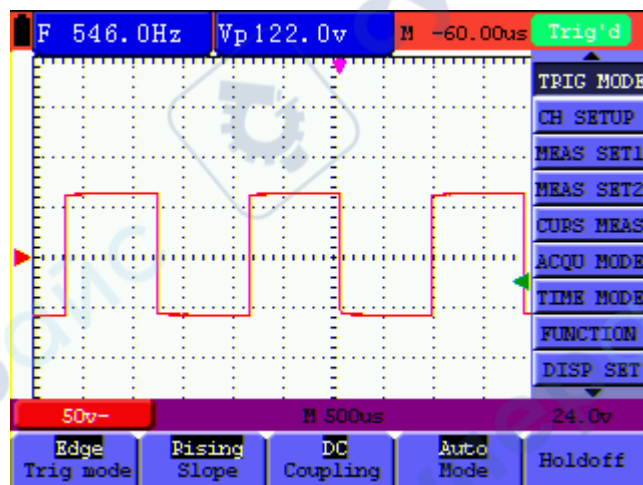 F 546.0Hz Vp122.0v M -60.00us Trig'd
TRIG MODE
CH SETUP
MEAS SET1
MEAS SET2
CURS MEAS
ACQU MODE
TIME MODE
FUNCTION
DISP SET
50v- M 500us 24.0v
Edge Rising DC Auto Holdoff
Trig mode Slope Coupling Mode